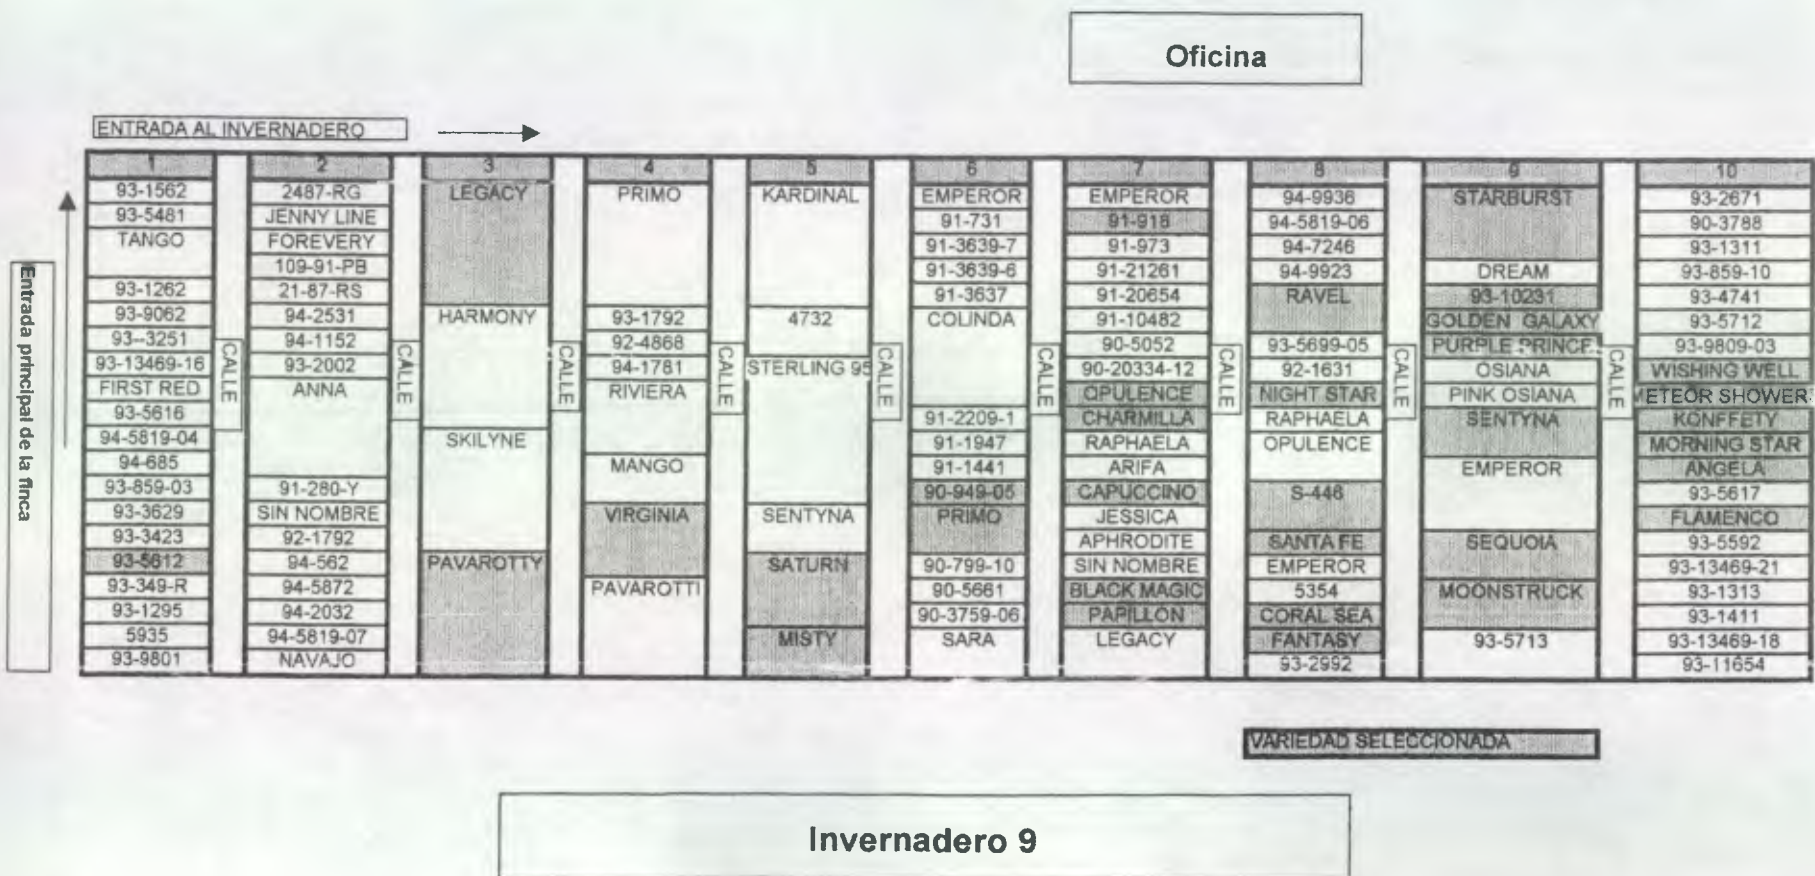 Oficina
ENTRADA AL INVERNADERO
Entrada principal de la finca
1
93-1562
93-5481
TANGO
93-1262
93-9062
93--3251
93-13469-16
FIRST RED
93-5616
94-5819-04
94-685
93-859-03
93-3629
93-3423
93-5612
93-349-R
93-1295
5935
93-9801
CALLE
2
2487-RG
JENNY LINE
FOREVERY
109-91-PB
21-87-RS
94-2531
94-1152
93-2002
ANNA
91-280-Y
SIN NOMBRE
92-1792
94-562
94-5872
94-2032
94-5819-07
NAVAJO
CALLE
3
LEGACY
HARMONY
SKILYNE
PAVAROTTY
CALLE
4
PRIMO
93-1792
92-4868
94-1781
RIVIERA
MANGO
VIRGINIA
PAVAROTTI
CALLE
5
KARDINAL
4732
STERLING 95
SENTYNA
SATURN
MISTY
CALLE
6
EMPEROR
91-731
91-3639-7
91-3639-6
91-3637
COLINDA
91-2209-1
91-1947
91-1441
90-949-05
PRIMO
90-799-10
90-5661
90-3759-06
SARA
CALLE
7
EMPEROR
91-918
91-973
91-21261
91-20654
91-10482
90-5052
90-20334-12
OPULENCE
CHARMILLA
RAPHAELA
ARIFA
CAPUCCINO
JESSICA
APHRODITE
SIN NOMBRE
BLACK MAGIC
PAPILLON
LEGACY
CALLE
8
94-9936
94-5819-06
94-7246
94-9923
RAVEL
93-5699-05
92-1631
NIGHT STAR
RAPHAELA
OPULENCE
S-446
SANTA FE
EMPEROR
5354
CORAL SEA
FANTASY
93-2992
CALLE
9
STARBURST
DREAM
93-10231
GOLDEN GALAXY
PURPLE PRINCE
OSIANA
PINK OSIANA
SENTYNA
EMPEROR
SEQUOIA
MOONSTRUCK
93-5713
CALLE
10
93-2671
90-3788
93-1311
93-859-10
93-4741
93-5712
93-9809-03
WISHING WELL
METEOR SHOWER
KONFFETY
MORNING STAR
ANGELA
93-5617
FLAMENCO
93-5592
93-13469-21
93-1313
93-1411
93-13469-18
93-11654
VARIEDAD SELECCIONADA
Invernadero 9